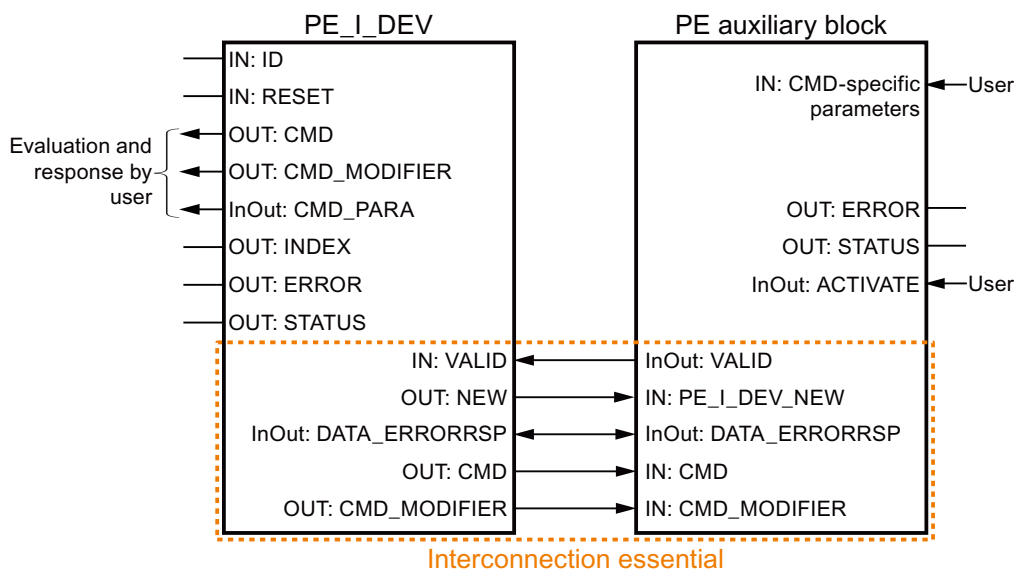 PE_I_DEV
PE auxiliary block
IN: ID
IN: RESET
OUT: CMD
OUT: CMD_MODIFIER
InOut: CMD_PARA
OUT: INDEX
OUT: ERROR
OUT: STATUS
Evaluation and
response by
user
IN: CMD-specific
parameters
User
OUT: ERROR
OUT: STATUS
InOut: ACTIVATE
User
IN: VALID
InOut: VALID
OUT: NEW
IN: PE_I_DEV_NEW
InOut: DATA_ERRORRSP
InOut: DATA_ERRORRSP
OUT: CMD
IN: CMD
OUT: CMD_MODIFIER
IN: CMD_MODIFIER
Interconnection essential